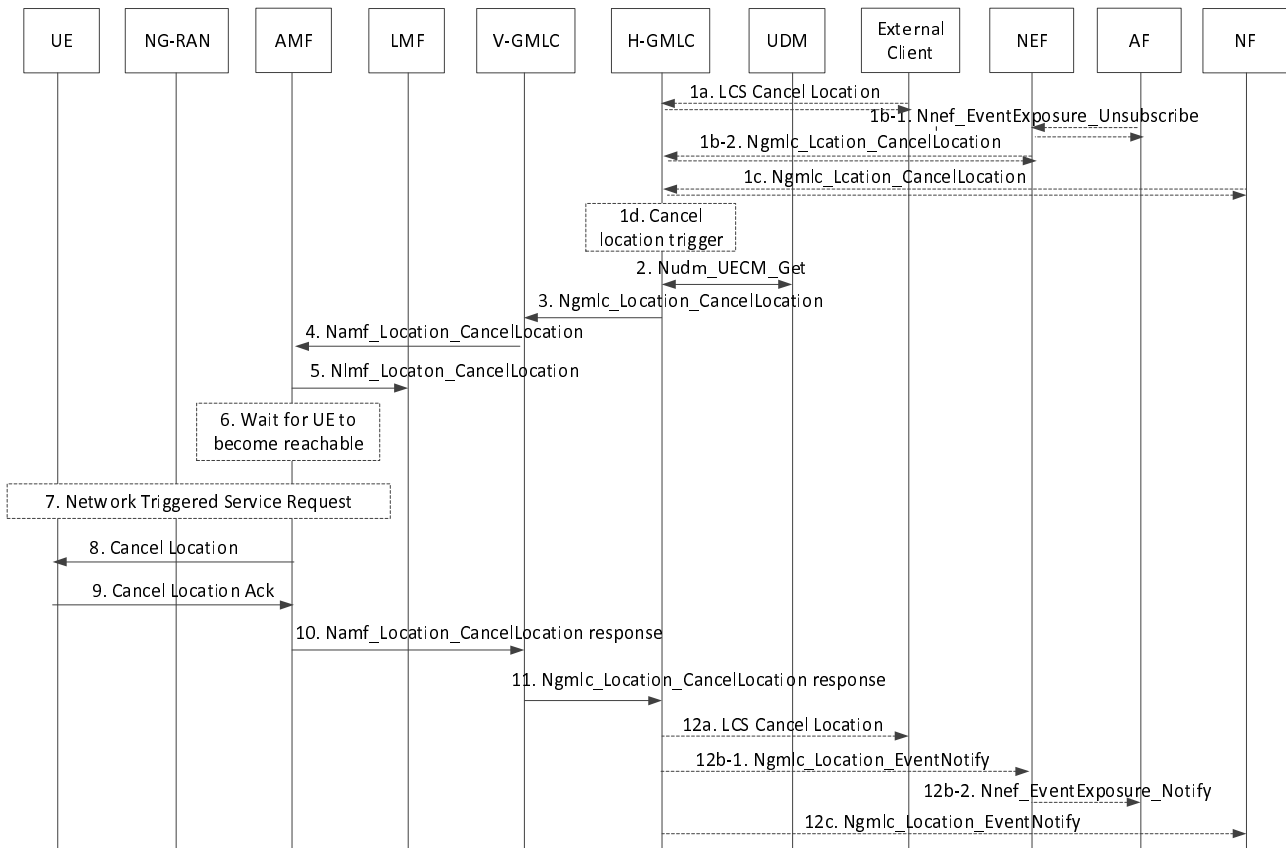 UE
NG-RAN
AMF
LMF
V-GMLC
H-GMLC
UDM
External
Client
NEF
AF
NF
1a. LCS Cancel Location
1b-1. Nnef_EventExposure_Unsubscribe
1b-2. Ngmlc_Lcation_CancelLocation
1c. Ngmlc_Lcation_CancelLocation
1d. Cancel
location trigger
2. Nudm_UECM_Get
3. Ngmlc_Location_CancelLocation
4. Namf_Location_CancelLocation
5. Nlmf_Locaton_CancelLocation
6. Wait for UE to
become reachable
7. Network Triggered Service Request
8. Cancel Location
9. Cancel Location Ack
10. Namf_Location_CancelLocation response
11. Ngmlc_Location_CancelLocation response
12a. LCS Cancel Location
12b-1. Ngmlc_Location_EventNotify
12b-2. Nnef_EventExposure_Notify
12c. Ngmlc_Location_EventNotify